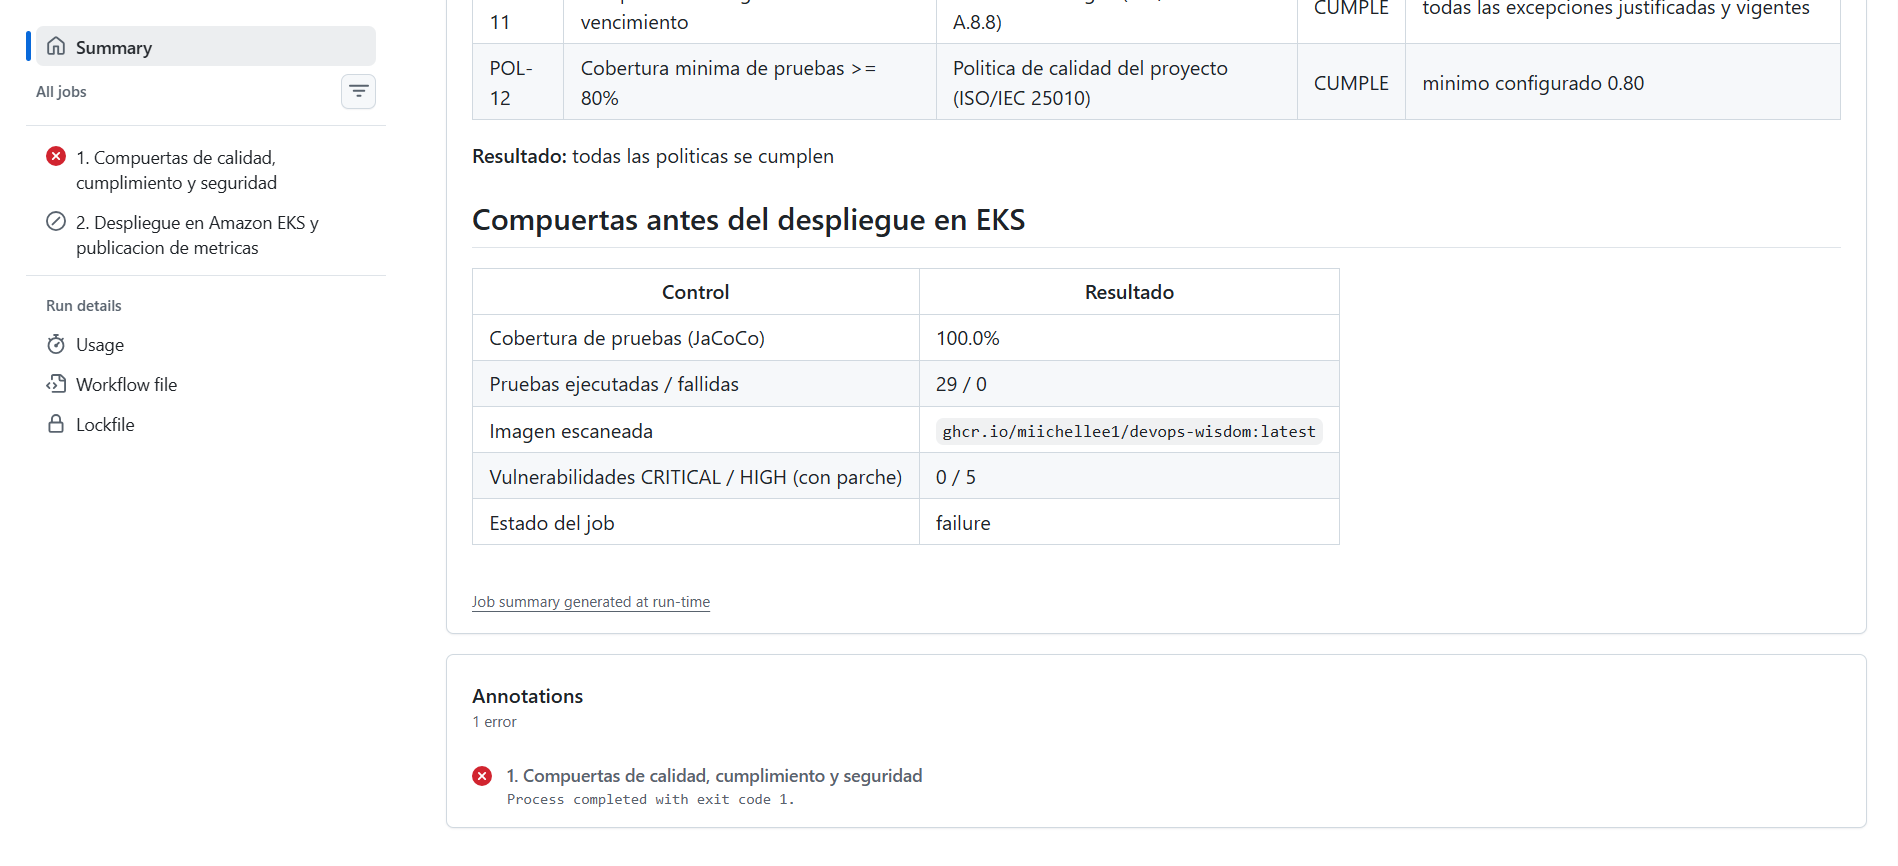 Summary
All jobs
1. Compuertas de calidad,
cumplimiento y seguridad
2. Despliegue en Amazon EKS y
publicacion de metricas
Run details
Usage
Workflow file
Lockfile
11
vencimiento
A.8.8)
CUMPLE
todas las excepciones justificadas y vigentes
POL-
12
Cobertura minima de pruebas >=
80%
Politica de calidad del proyecto
(ISO/IEC 25010)
CUMPLE
minimo configurado 0.80
Resultado: todas las politicas se cumplen
Compuertas antes del despliegue en EKS
Control Resultado
Cobertura de pruebas (JaCoCo) 100.0%
Pruebas ejecutadas / fallidas 29 / 0
Imagen escaneada ghcr.io/miichellee1/devops-wisdom:latest
Vulnerabilidades CRITICAL / HIGH (con parche) 0 / 5
Estado del job failure
Job summary generated at run-time
Annotations
1 error
1. Compuertas de calidad, cumplimiento y seguridad
Process completed with exit code 1.